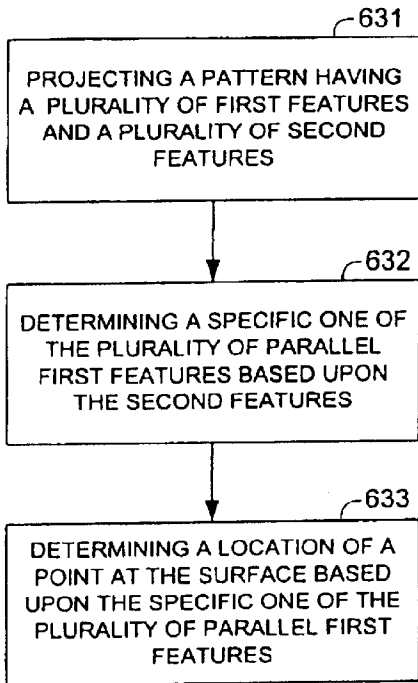 631
PROJECTING A PATTERN HAVING
A PLURALITY OF FIRST FEATURES
AND A PLURALITY OF SECOND
FEATURES
632
DETERMINING A SPECIFIC ONE OF
THE PLURALITY OF PARALLEL
FIRST FEATURES BASED UPON
THE SECOND FEATURES
633
DETERMINING A LOCATION OF A
POINT AT THE SURFACE BASED
UPON THE SPECIFIC ONE OF THE
PLURALITY OF PARALLEL FIRST
FEATURES